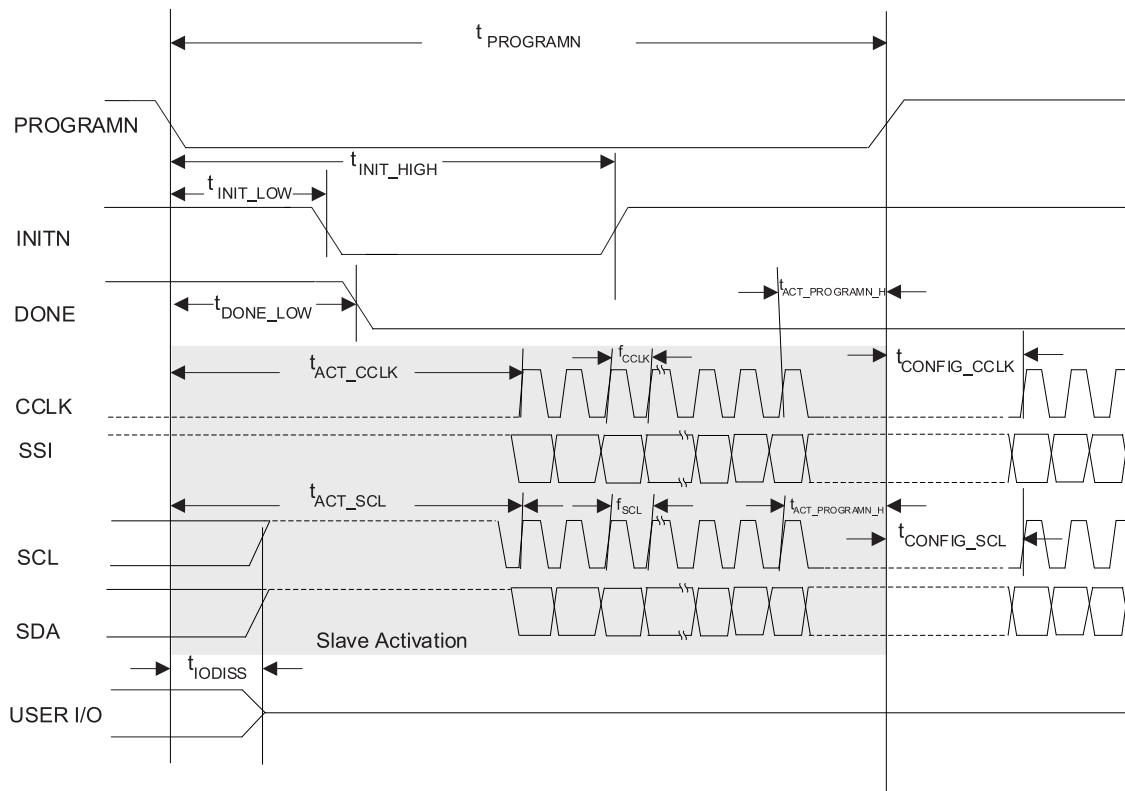 t PROGRAMN
PROGRAMN
tINIT_HIGH
tINIT_LOW
INITN
tACT_PROGRAMN_H
tDONE_LOW
DONE
fCCLK
tACT_CCLK
tCONFIG_CCLK
CCLK
SSI
tACT_SCL
fSCL
tACT_PROGRAMN_H
tCONFIG_SCL
SCL
SDA
Slave Activation
tIODISS
USER I/O